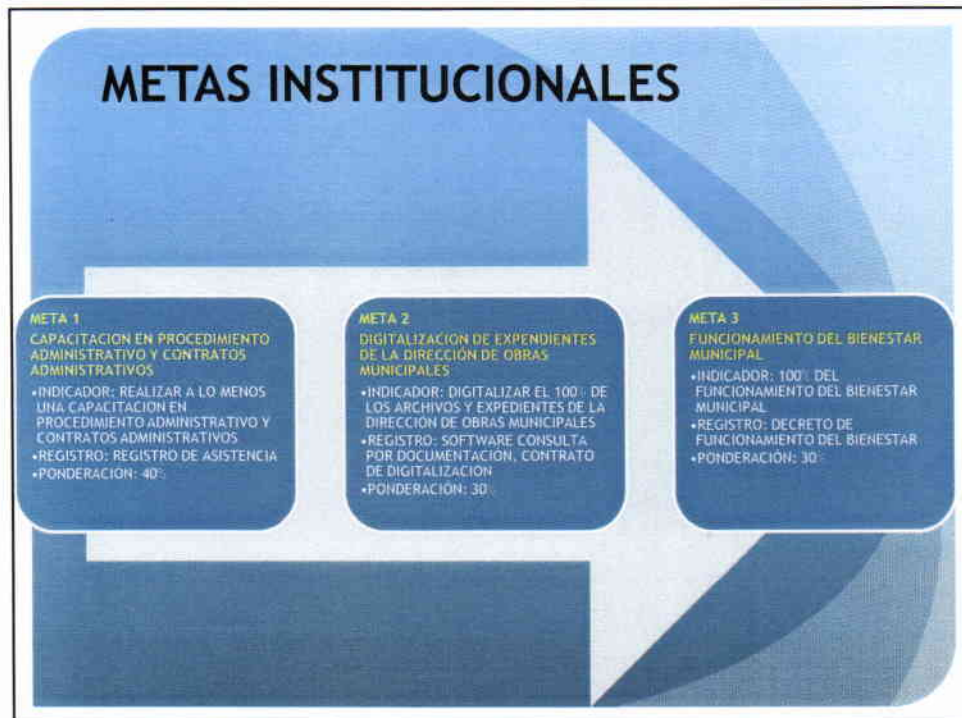 METAS INSTITUCIONALES
META 1
CAPACITACION EN PROCEDIMIENTO
ADMINISTRATIVO Y CONTRATOS
ADMINISTRATIVOS
•INDICADOR: REALIZAR A LO MENOS
UNA CAPACITACION EN
PROCEDIMIENTO ADMINISTRATIVO Y
CONTRATOS ADMINISTRATIVOS
•REGISTRO: REGISTRO DE ASISTENCIA
•PONDERACION: 40%
META 2
DIGITALIZACION DE EXPENDIENTES
DE LA DIRECCIÓN DE OBRAS
MUNICIPALES
•INDICADOR: DIGITALIZAR EL 100% DE
LOS ARCHIVOS Y EXPEDIENTES DE LA
DIRECCIÓN DE OBRAS MUNICIPALES
•REGISTRO: SOFTWARE CONSULTA
POR DOCUMENTACIÓN, CONTRATO
DE DIGITALIZACION
•PONDERACIÓN: 30%
META 3
FUNCIONAMIENTO DEL BIENESTAR
MUNICIPAL
•INDICADOR: 100% DEL
FUNCIONAMIENTO DEL BIENESTAR
MUNICIPAL
•REGISTRO: DECRETO DE
FUNCIONAMIENTO DEL BIENESTAR
•PONDERACIÓN: 30%